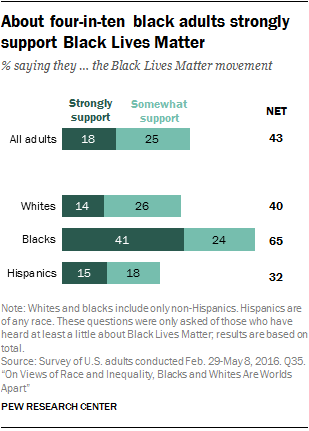 About four-in-ten black adults strongly
support Black Lives Matter
% saying they ... the Black Lives Matter movement
Strongly support Somewhat support NET
All adults 18 25 43
Whites 14 26 40
Blacks 41 24 65
Hispanics 15 18 32
Note: Whites and blacks include only non-Hispanics. Hispanics are
of any race. These questions were only asked of those who have
heard at least a little about Black Lives Matter; results are based on
total.
Source: Survey of U.S. adults conducted Feb. 29-May 8, 2016. Q35.
“On Views of Race and Inequality, Blacks and Whites Are Worlds
Apart”
PEW RESEARCH CENTER